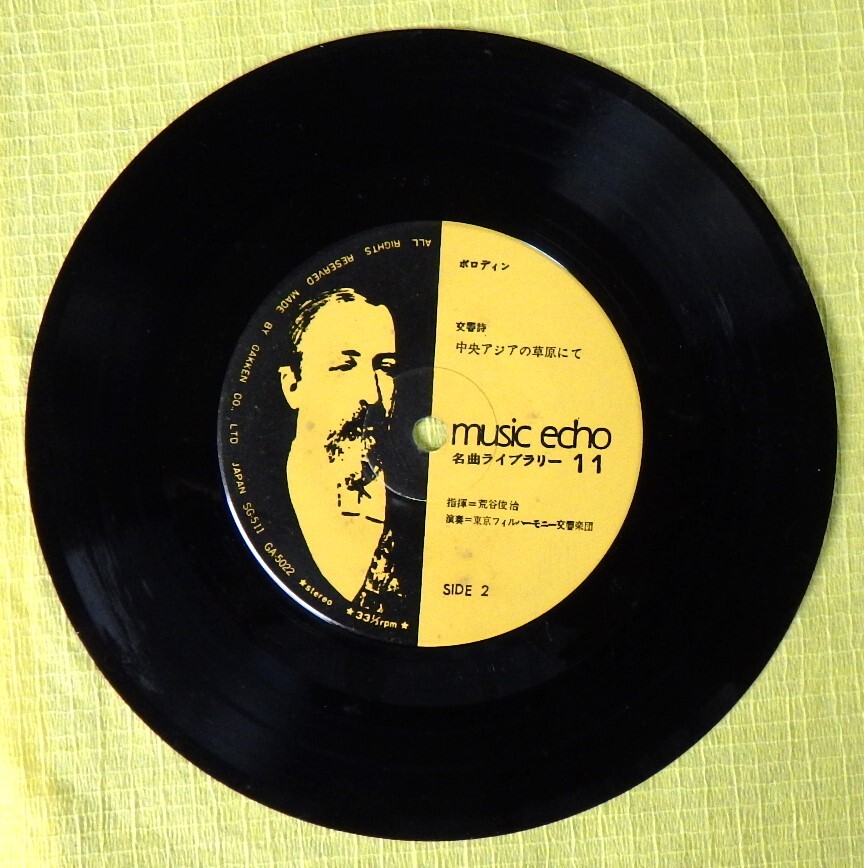 ボロディン
交響詩
中央アジアの草原にて
music echo
名曲ライブラリー 11
指揮=荒谷俊治
演奏=東京フィルハーモニー交響楽団
SIDE 2
ALL RIGHTS RESERVED MADE BY GAKKEN CO., LTD JAPAN SG-511 GA-5022 ★stereo ★33⅓rpm★